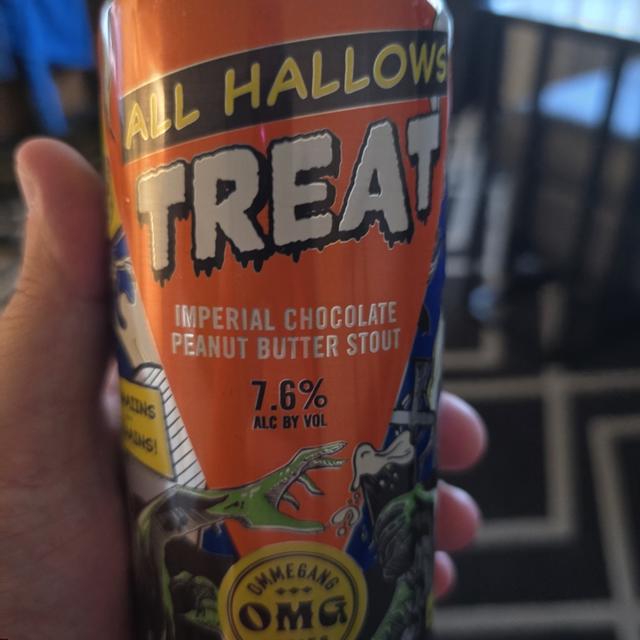 ALL HALLOWS
TREAT
IMPERIAL CHOCOLATE
PEANUT BUTTER STOUT
7.6%
ALC BY VOL
OMMEGANG
OMG